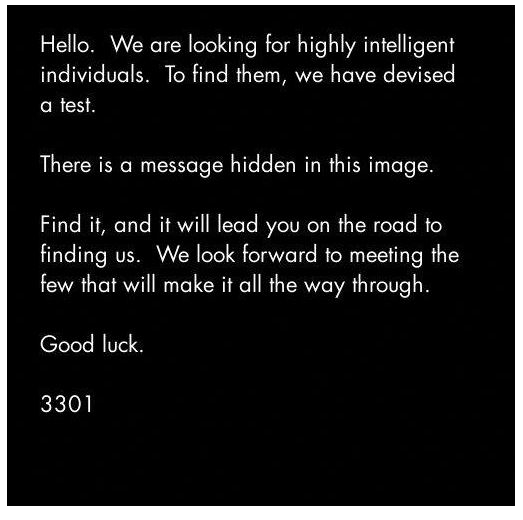 Hello.  We are looking for highly intelligent
individuals.  To find them, we have devised
a test.
There is a message hidden in this image.
Find it, and it will lead you on the road to
finding us.  We look forward to meeting the
few that will make it all the way through.
Good luck.
3301